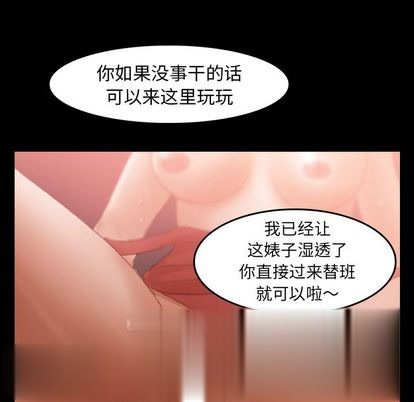 你如果没事干的话
可以来这里玩玩
我已经让
这婊子湿透了
你直接过来替班
就可以啦～